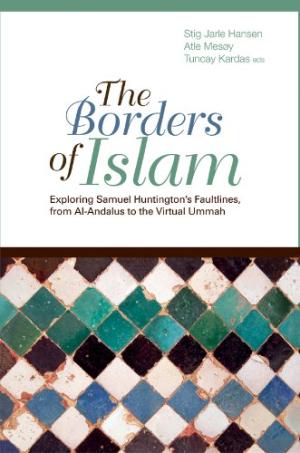 Stig Jarle Hansen
Atle Mesøy
Tuncay Kardas eds
The
Borders
of Islam
Exploring Samuel Huntington's Faultlines,
from Al-Andalus to the Virtual Ummah